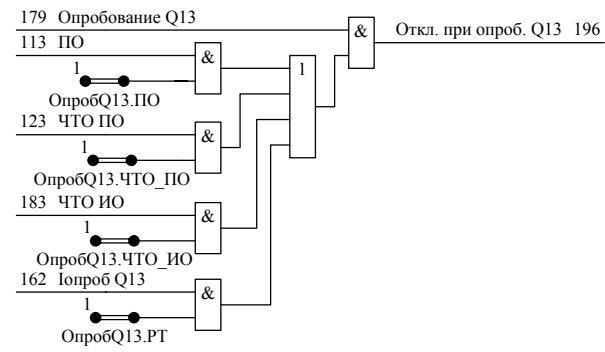 179 Опробование Q13
&
Откл. при опроб. Q13 196
113 ПО
&
1
1
ОпробQ13.ПО
123 ЧТО ПО
&
1
ОпробQ13.ЧТО_ПО
183 ЧТО ИО
&
1
ОпробQ13.ЧТО_ИО
162 Iопроб Q13
&
1
ОпробQ13.РТ